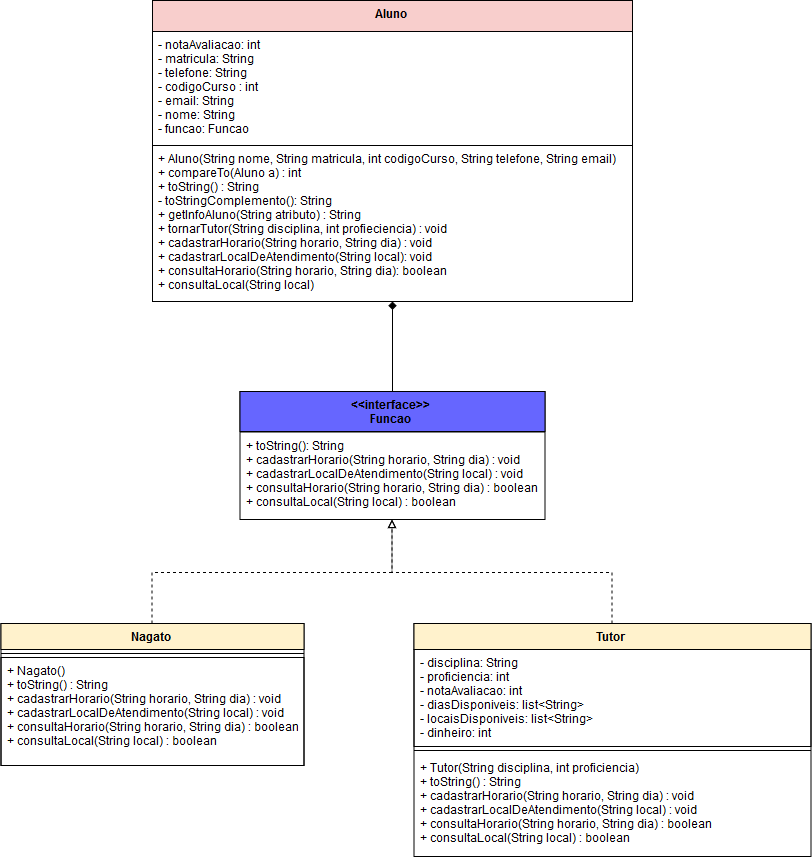 Aluno
- notaAvaliacao: int
- matricula: String
- telefone: String
- codigoCurso : int
- email: String
- nome: String
- funcao: Funcao
+ Aluno(String nome, String matricula, int codigoCurso, String telefone, String email)
+ compareTo(Aluno a) : int
+ toString() : String
- toStringComplemento(): String
+ getInfoAluno(String atributo) : String
+ tornarTutor(String disciplina, int profieciencia) : void
+ cadastrarHorario(String horario, String dia) : void
+ cadastrarLocalDeAtendimento(String local): void
+ consultaHorario(String horario, String dia): boolean
+ consultaLocal(String local)
<<interface>>
Funcao
+ toString(): String
+ cadastrarHorario(String horario, String dia) : void
+ cadastrarLocalDeAtendimento(String local) : void
+ consultaHorario(String horario, String dia) : boolean
+ consultaLocal(String local) : boolean
Nagato
+ Nagato()
+ toString() : String
+ cadastrarHorario(String horario, String dia) : void
+ cadastrarLocalDeAtendimento(String local) : void
+ consultaHorario(String horario, String dia) : boolean
+ consultaLocal(String local) : boolean
Tutor
- disciplina: String
- proficiencia: int
- notaAvaliacao: int
- diasDisponiveis: list<String>
- locaisDisponiveis: list<String>
- dinheiro: int
+ Tutor(String disciplina, int proficiencia)
+ toString() : String
+ cadastrarHorario(String horario, String dia) : void
+ cadastrarLocalDeAtendimento(String local) : void
+ consultaHorario(String horario, String dia) : boolean
+ consultaLocal(String local) : boolean